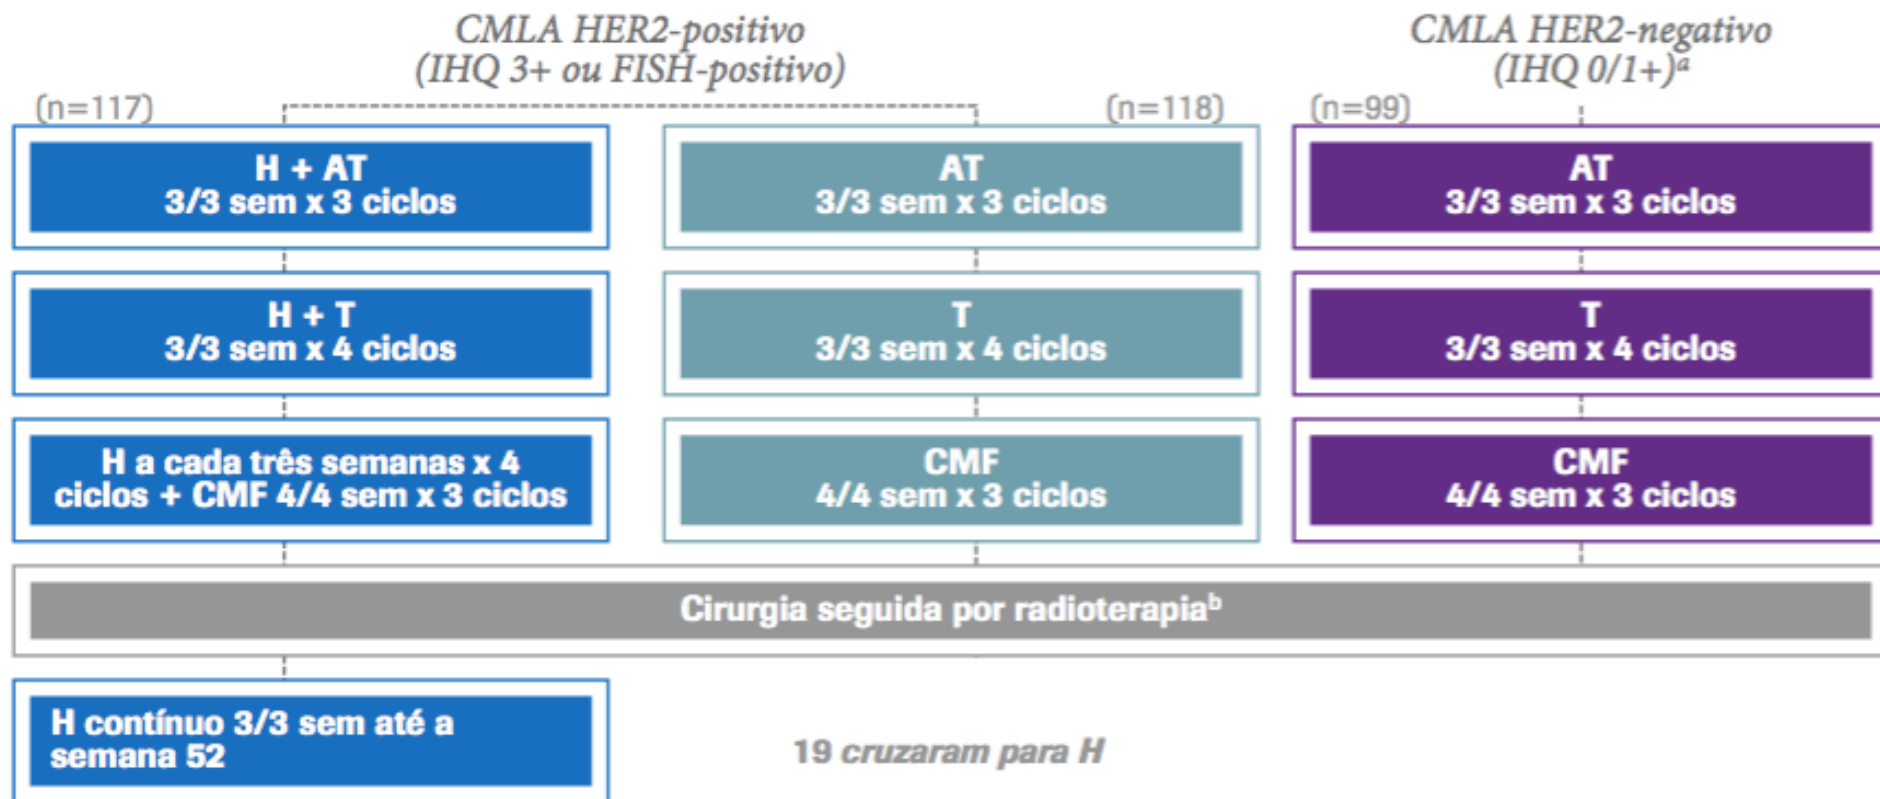 CMLA HER2-positivo
(IHQ 3+ ou FISH-positivo)
CMLA HER2-negativo
(IHQ 0/1+)ᵃ
(n=117)
(n=118)
(n=99)
H + AT
3/3 sem x 3 ciclos
AT
3/3 sem x 3 ciclos
AT
3/3 sem x 3 ciclos
H + T
3/3 sem x 4 ciclos
T
3/3 sem x 4 ciclos
T
3/3 sem x 4 ciclos
H a cada três semanas x 4
ciclos + CMF 4/4 sem x 3 ciclos
CMF
4/4 sem x 3 ciclos
CMF
4/4 sem x 3 ciclos
Cirurgia seguida por radioterapiaᵇ
H contínuo 3/3 sem até a
semana 52
19 cruzaram para H